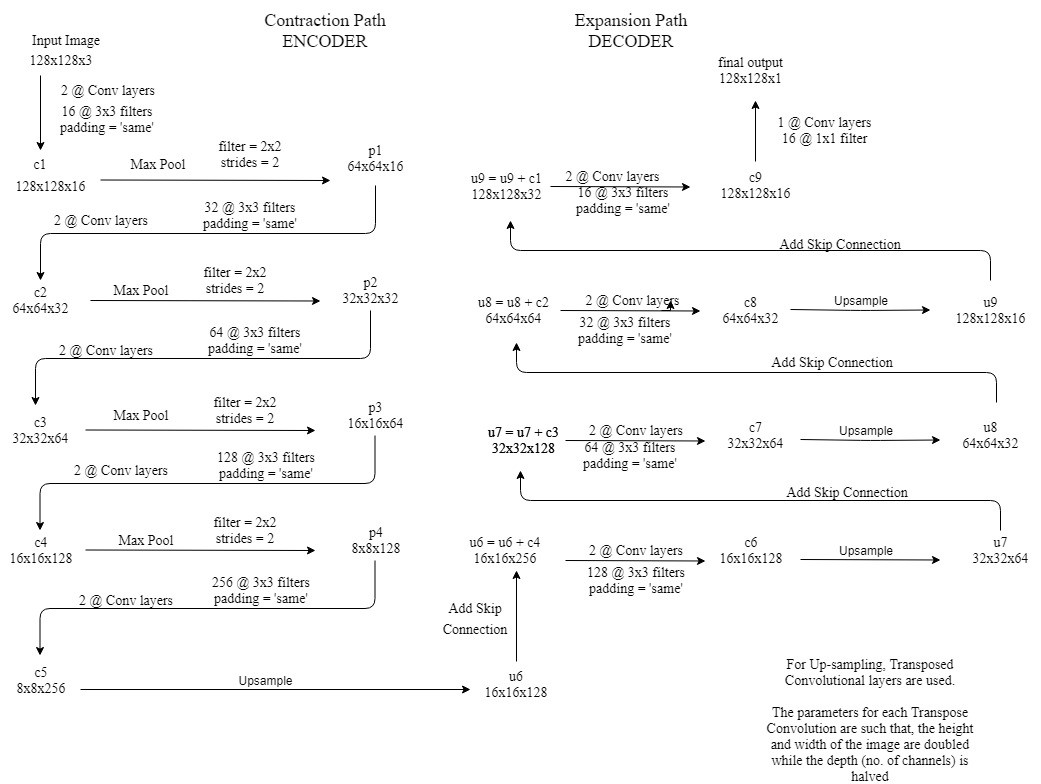 Contraction Path
ENCODER
Input Image
128x128x3
2 @ Conv layers
16 @ 3x3 filters
padding = 'same'
c1
128x128x16
Max Pool
filter = 2x2
strides = 2
p1
64x64x16
32 @ 3x3 filters
padding = 'same'
2 @ Conv layers
c2
64x64x32
Max Pool
filter = 2x2
strides = 2
p2
32x32x32
64 @ 3x3 filters
padding = 'same'
2 @ Conv layers
c3
32x32x64
Max Pool
filter = 2x2
strides = 2
p3
16x16x64
128 @ 3x3 filters
padding = 'same'
2 @ Conv layers
c4
16x16x128
Max Pool
filter = 2x2
strides = 2
p4
8x8x128
256 @ 3x3 filters
padding = 'same'
2 @ Conv layers
c5
8x8x256
Upsample
u6
16x16x128
Add Skip
Connection
Expansion Path
DECODER
u6 = u6 + c4
16x16x256
2 @ Conv layers
128 @ 3x3 filters
padding = 'same'
c6
16x16x128
Upsample
u7
32x32x64
Add Skip Connection
u7 = u7 + c3
32x32x128
2 @ Conv layers
64 @ 3x3 filters
padding = 'same'
c7
32x32x64
Upsample
u8
64x64x32
Add Skip Connection
u8 = u8 + c2
64x64x64
2 @ Conv layers
32 @ 3x3 filters
padding = 'same'
c8
64x64x32
Upsample
u9
128x128x16
Add Skip Connection
u9 = u9 + c1
128x128x32
2 @ Conv layers
16 @ 3x3 filters
padding = 'same'
c9
128x128x16
1 @ Conv layers
16 @ 1x1 filter
final output
128x128x1
For Up-sampling, Transposed
Convolutional layers are used.
The parameters for each Transpose
Convolution are such that, the height
and width of the image are doubled
while the depth (no. of channels) is
halved